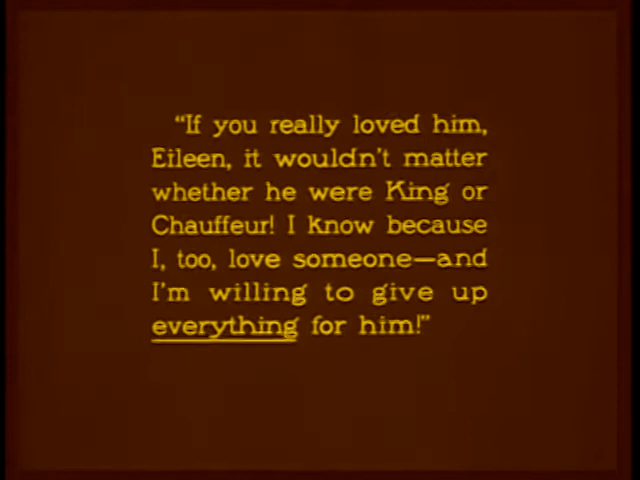 “If you really loved him,
Eileen, it wouldn't matter
whether he were King or
Chauffeur! I know because
I, too, love someone—and
I'm willing to give up
everything for him!”